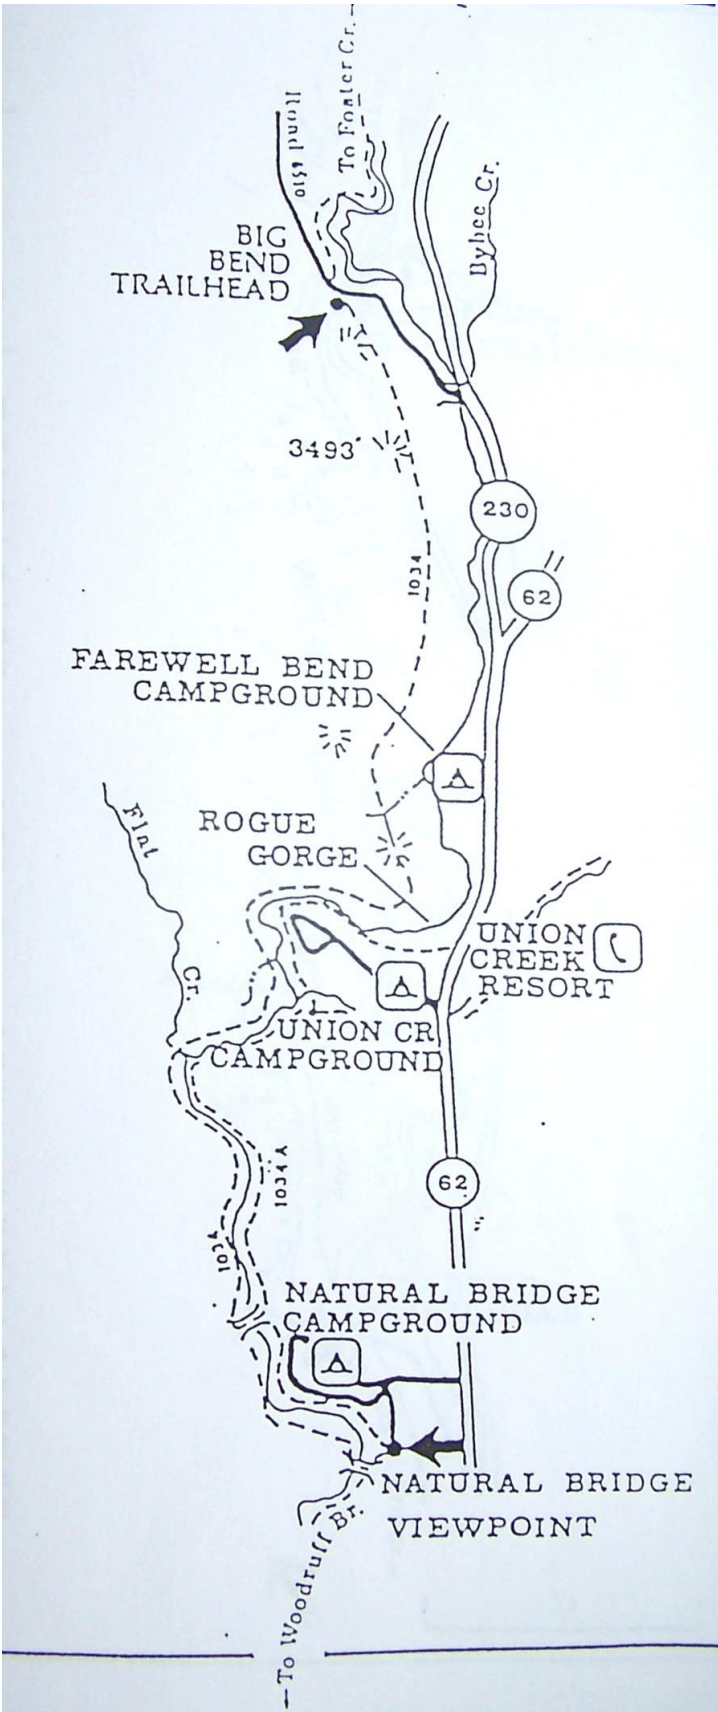 To Foster Cr.
Road 6510
Bybee Cr.
BIG
BEND
TRAILHEAD
3493'
230
1034
62
FAREWELL BEND
CAMPGROUND
Flat
Cr.
ROGUE
GORGE
UNION
CREEK
RESORT
UNION CR
CAMPGROUND
1034 A
62
1034
NATURAL BRIDGE
CAMPGROUND
NATURAL BRIDGE
VIEWPOINT
To Woodruff Br.